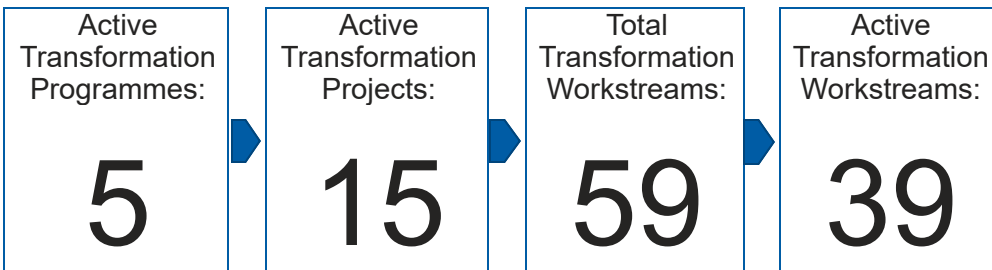 Active
Transformation
Programmes:
5
Active
Transformation
Projects:
15
Total
Transformation
Workstreams:
59
Active
Transformation
Workstreams:
39